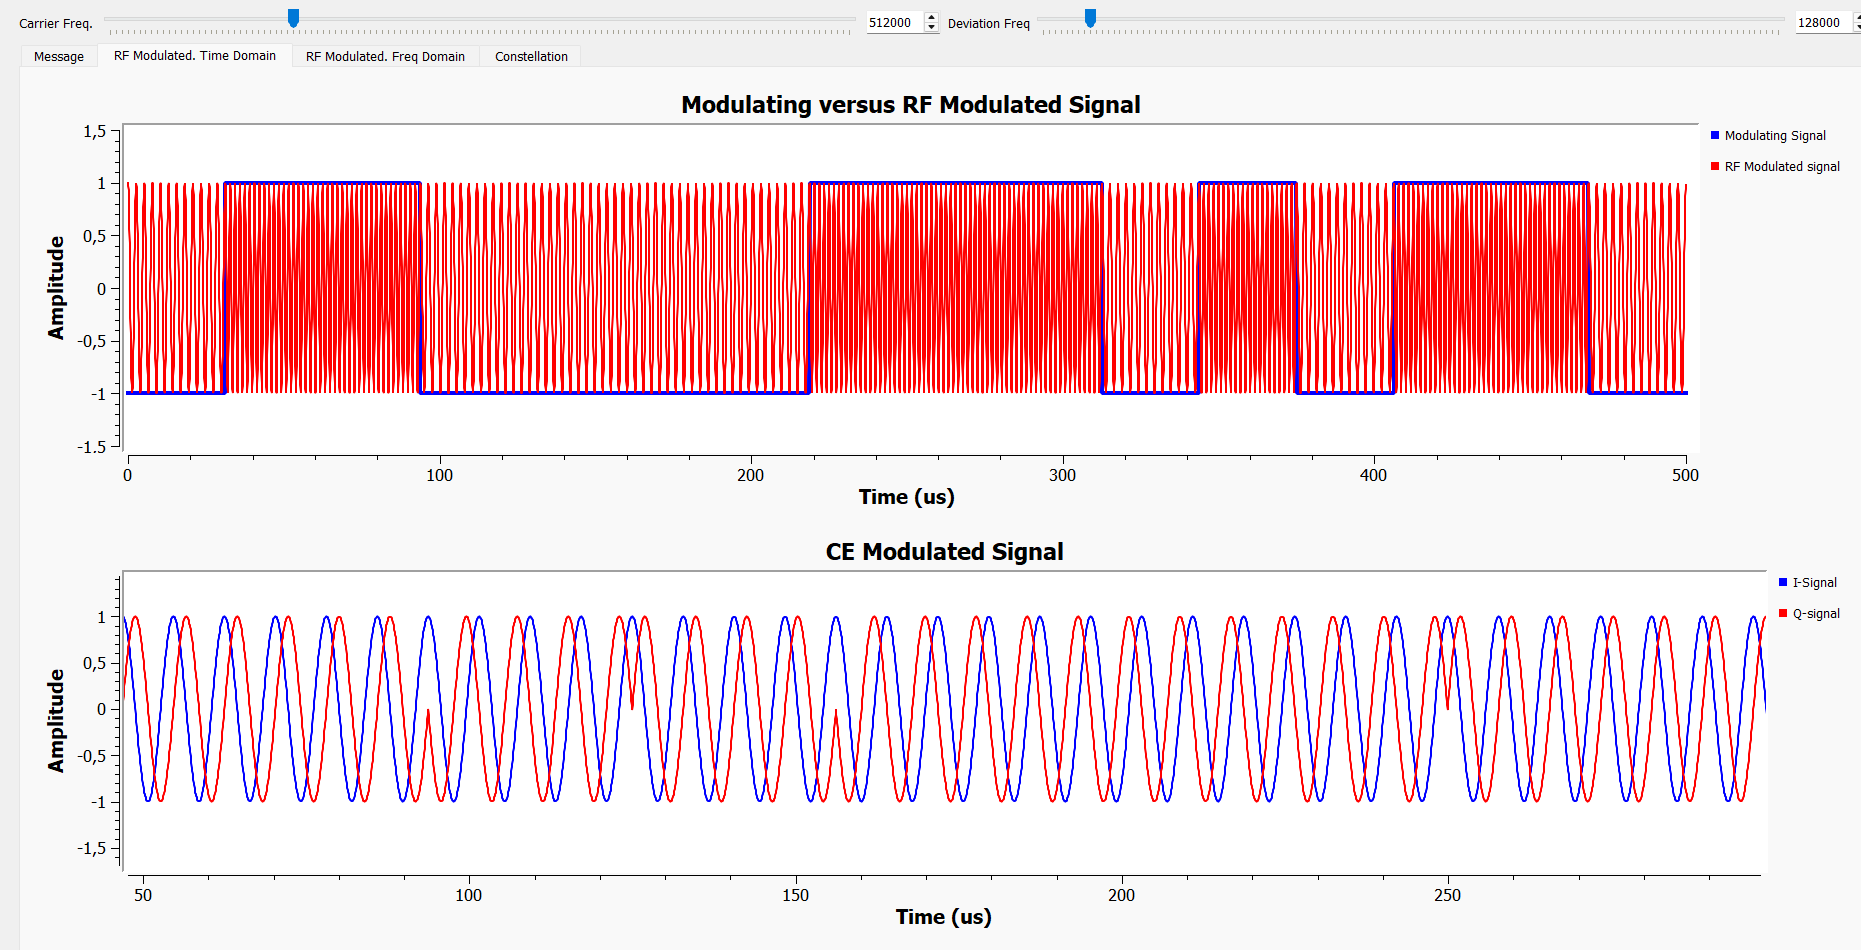 Carrier Freq. 512000 Deviation Freq 128000
Message RF Modulated. Time Domain RF Modulated. Freq Domain Constellation
Modulating versus RF Modulated Signal
1,5
1
0,5
0
-0,5
-1
-1.5
Amplitude
Modulating Signal
RF Modulated signal
0 100 200 300 400 500
Time (us)
CE Modulated Signal
1
0,5
0
-0,5
-1
-1,5
Amplitude
I-Signal
Q-signal
50 100 150 200 250
Time (us)